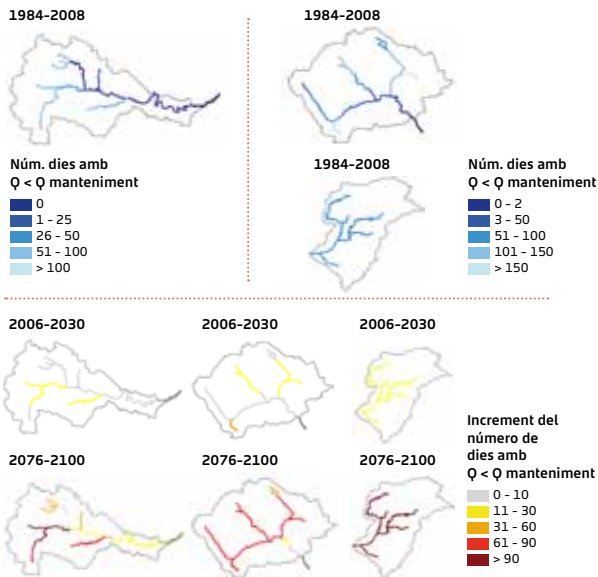 1984-2008
1984-2008
Núm. dies amb
Q < Q manteniment
0
1 - 25
26 - 50
51 - 100
> 100
1984-2008
Núm. dies amb
Q < Q manteniment
0 - 2
3 - 50
51 - 100
101 - 150
> 150
2006-2030
2006-2030
2006-2030
2076-2100
2076-2100
2076-2100
Increment del
número de
dies amb
Q < Q manteniment
0 - 10
11 - 30
31 - 60
61 - 90
> 90